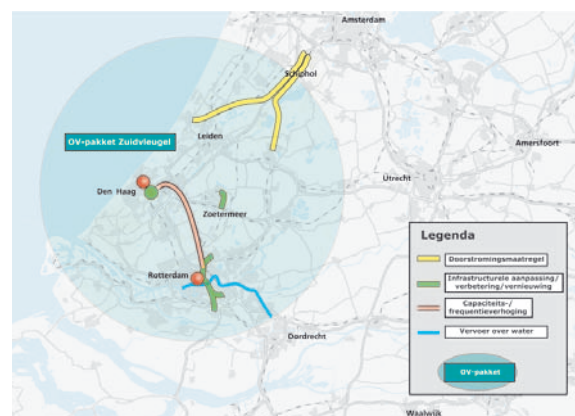 Amsterdam
Schiphol
OV-pakket Zuidvleugel
Leiden
Amersfoort
Utrecht
Den Haag
Zoetermeer
Rotterdam
Dordrecht
Waalwijk
Legenda
Doorstromingsmaatregel
Infrastructurele aanpassing/
verbetering/vernieuwing
Capaciteits-/
frequentieverhoging
Vervoer over water
OV-pakket